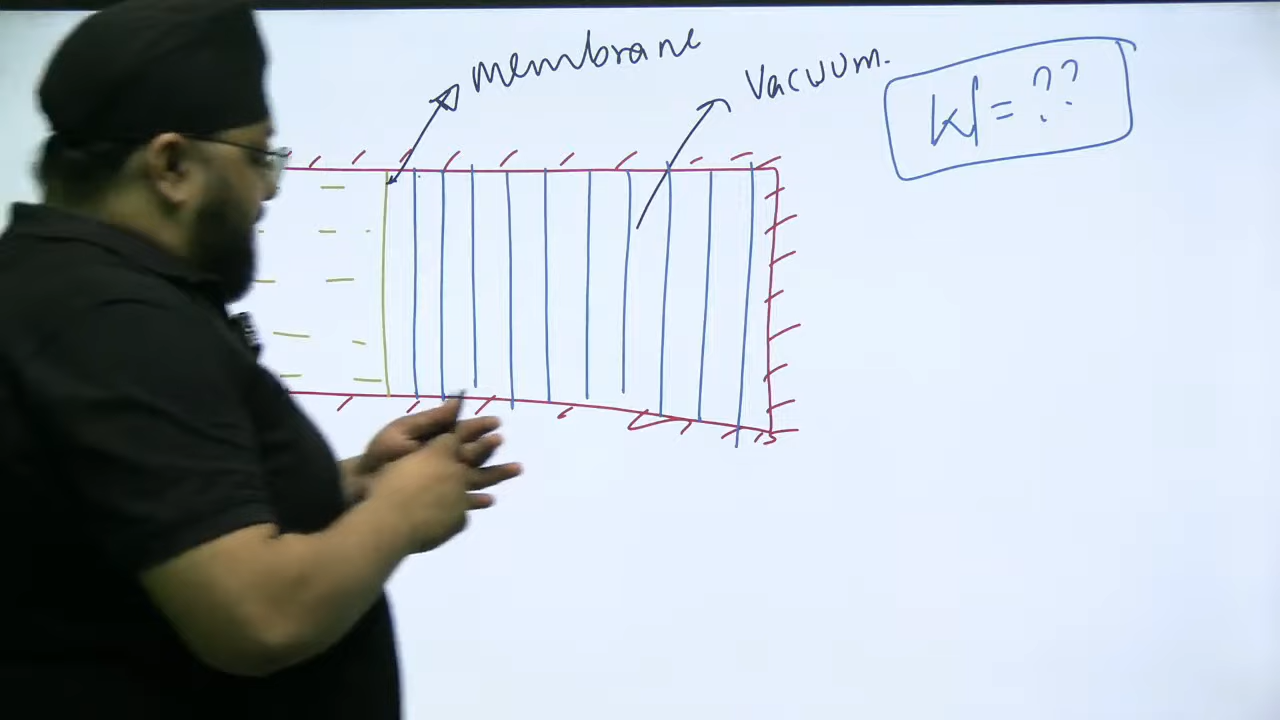 membrane
Vacuum.
W = ??